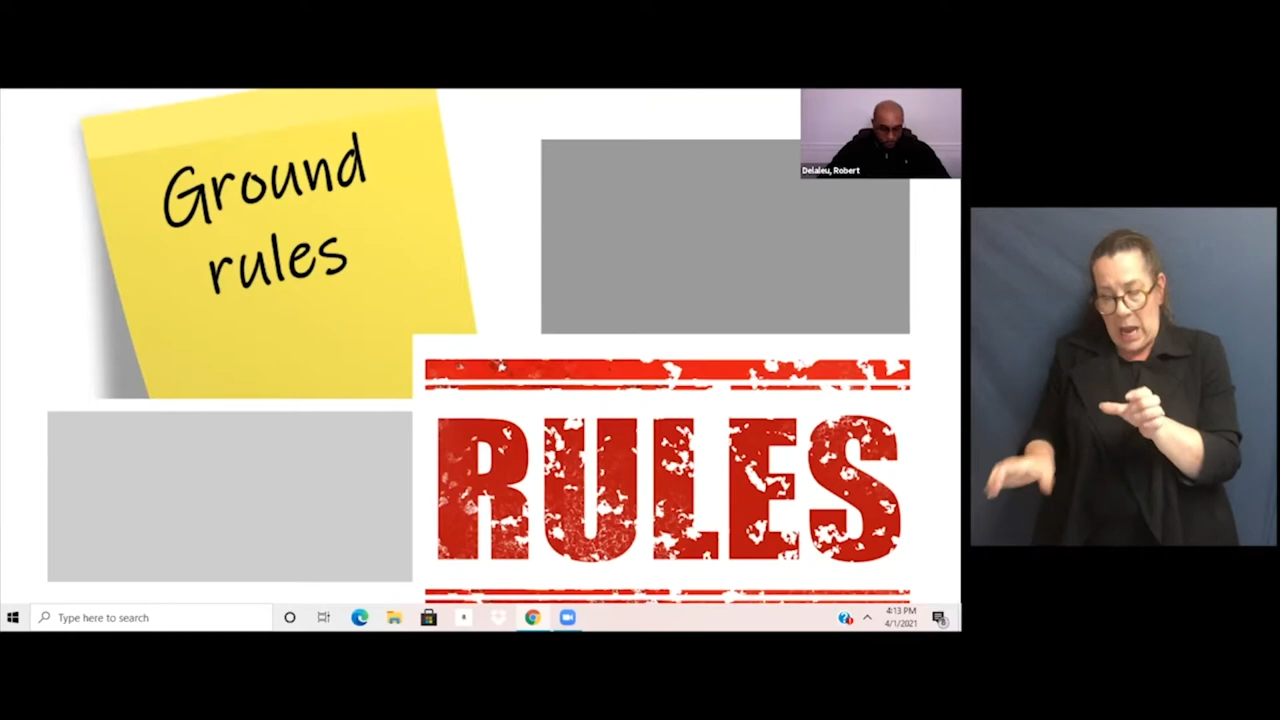 Ground
rules
Delaleu, Robert
RULES
Type here to search
4:13 PM
4/1/2021